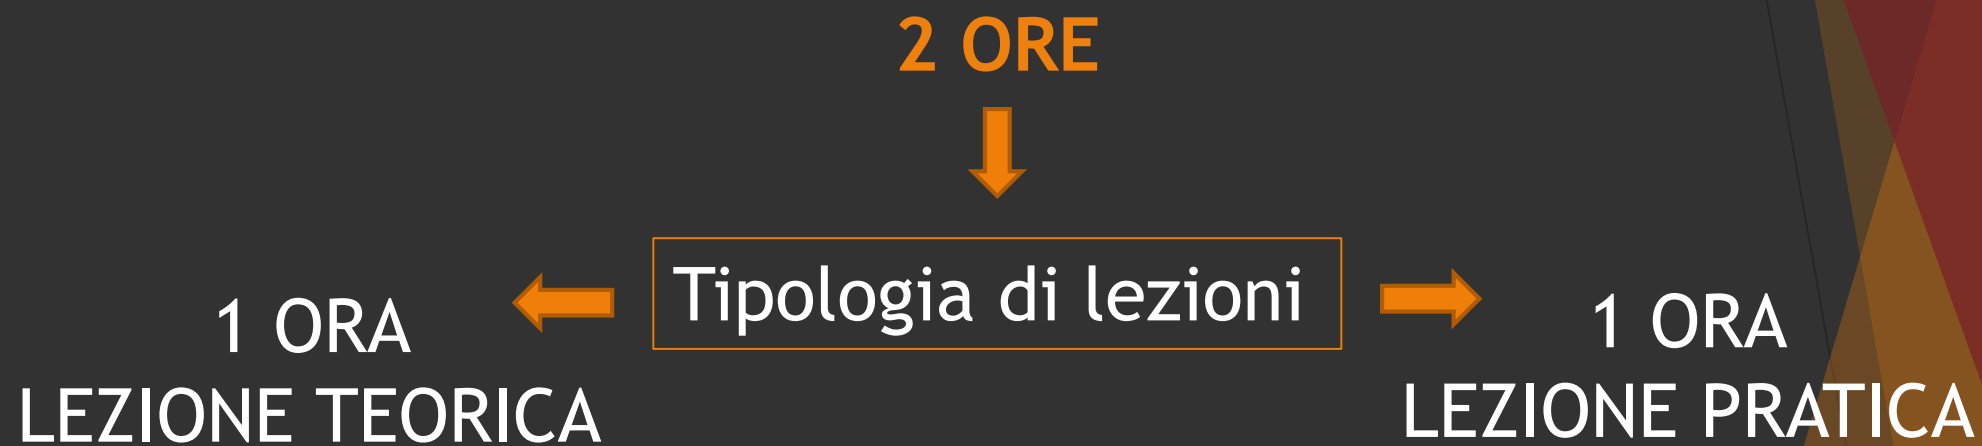 2 ORE
Tipologia di lezioni
1 ORA
LEZIONE TEORICA
1 ORA
LEZIONE PRATICA